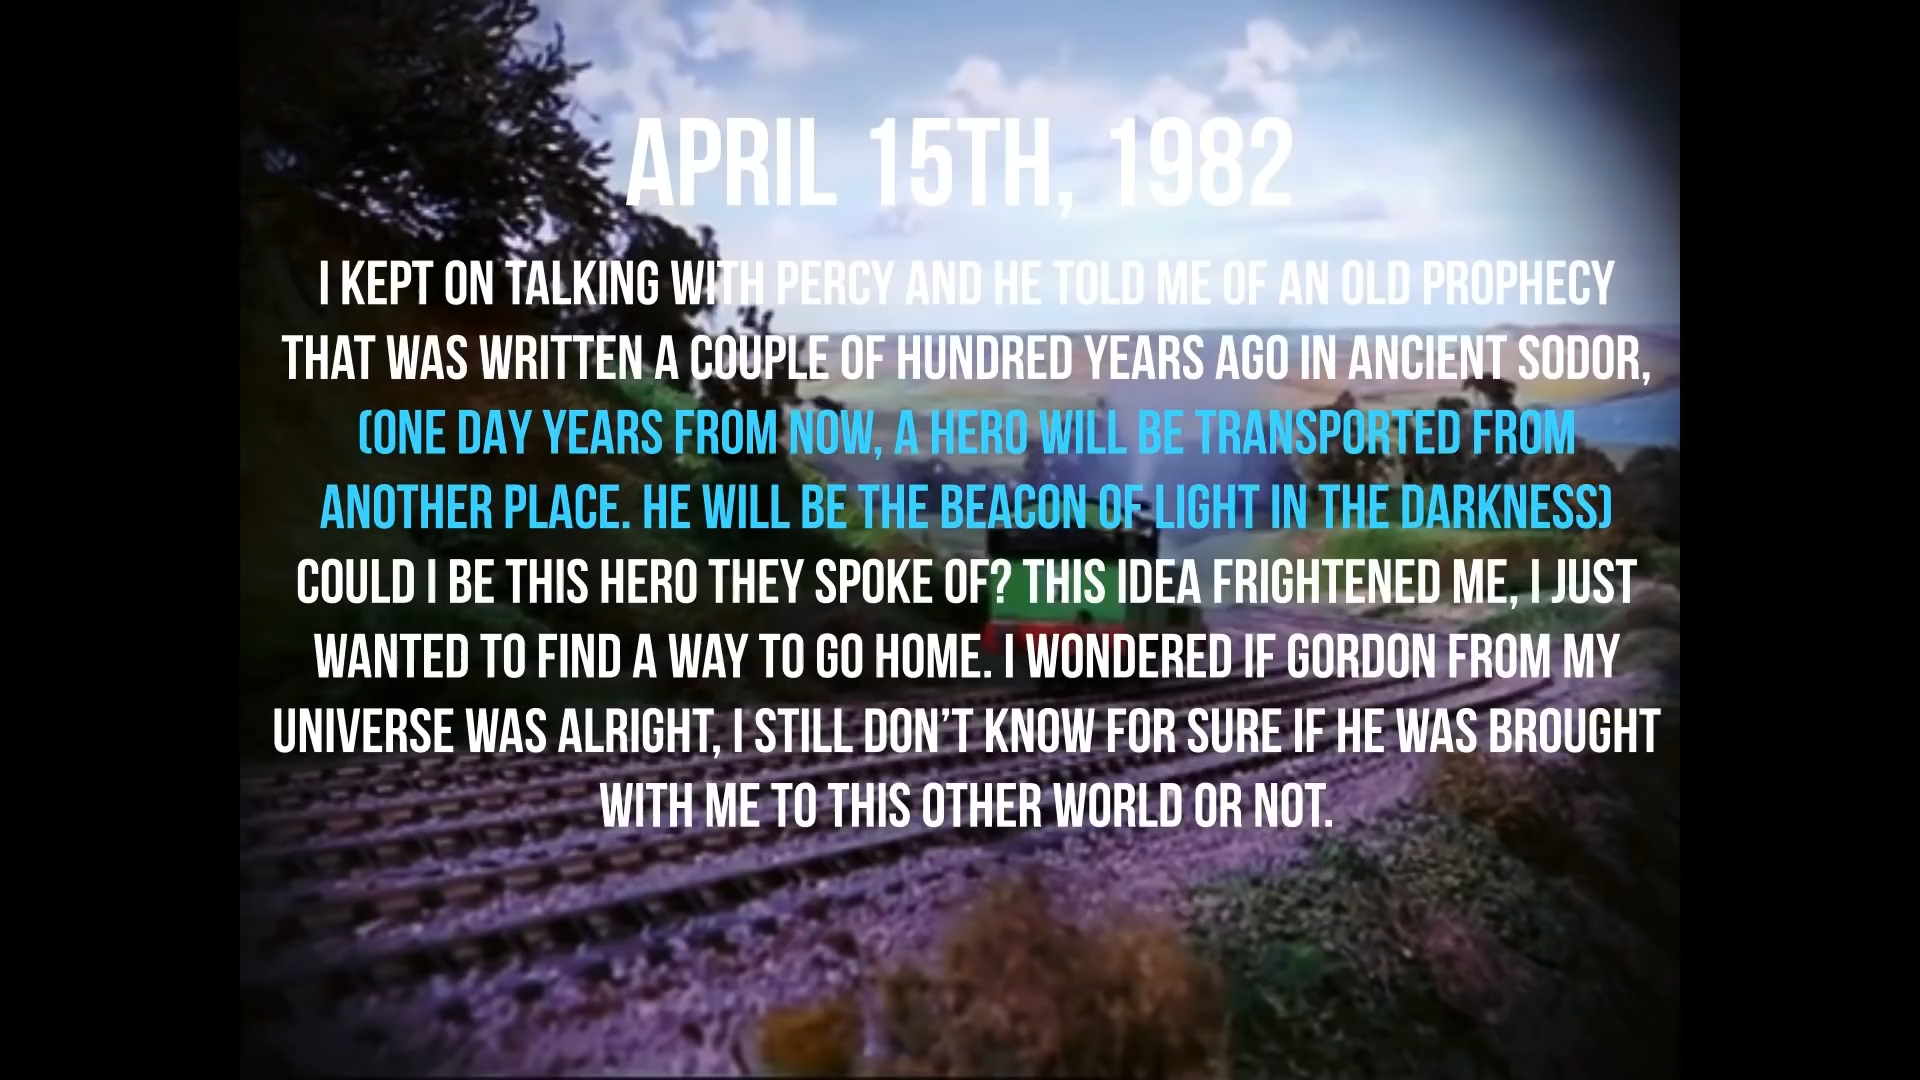 APRIL 15TH, 1982
I KEPT ON TALKING WITH PERCY AND HE TOLD ME OF AN OLD PROPHECY
THAT WAS WRITTEN A COUPLE OF HUNDRED YEARS AGO IN ANCIENT SODOR,
(ONE DAY YEARS FROM NOW, A HERO WILL BE TRANSPORTED FROM
ANOTHER PLACE. HE WILL BE THE BEACON OF LIGHT IN THE DARKNESS)
COULD I BE THIS HERO THEY SPOKE OF? THIS IDEA FRIGHTENED ME, I JUST
WANTED TO FIND A WAY TO GO HOME. I WONDERED IF GORDON FROM MY
UNIVERSE WAS ALRIGHT, I STILL DON'T KNOW FOR SURE IF HE WAS BROUGHT
WITH ME TO THIS OTHER WORLD OR NOT.